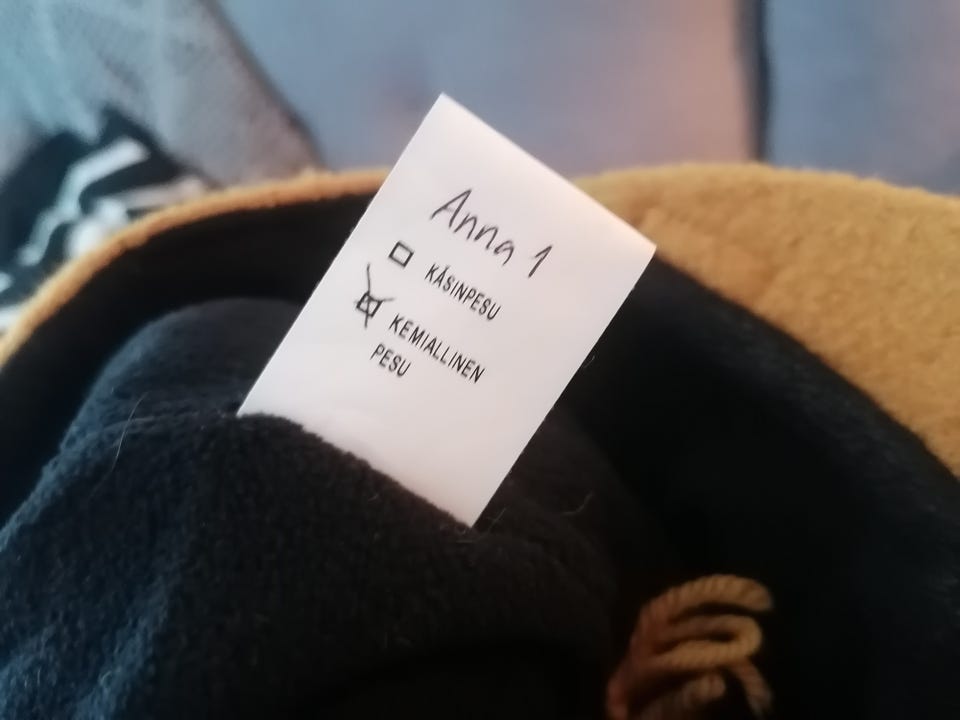 Anna 1
KÄSINPESU
KEMIALLINEN
PESU